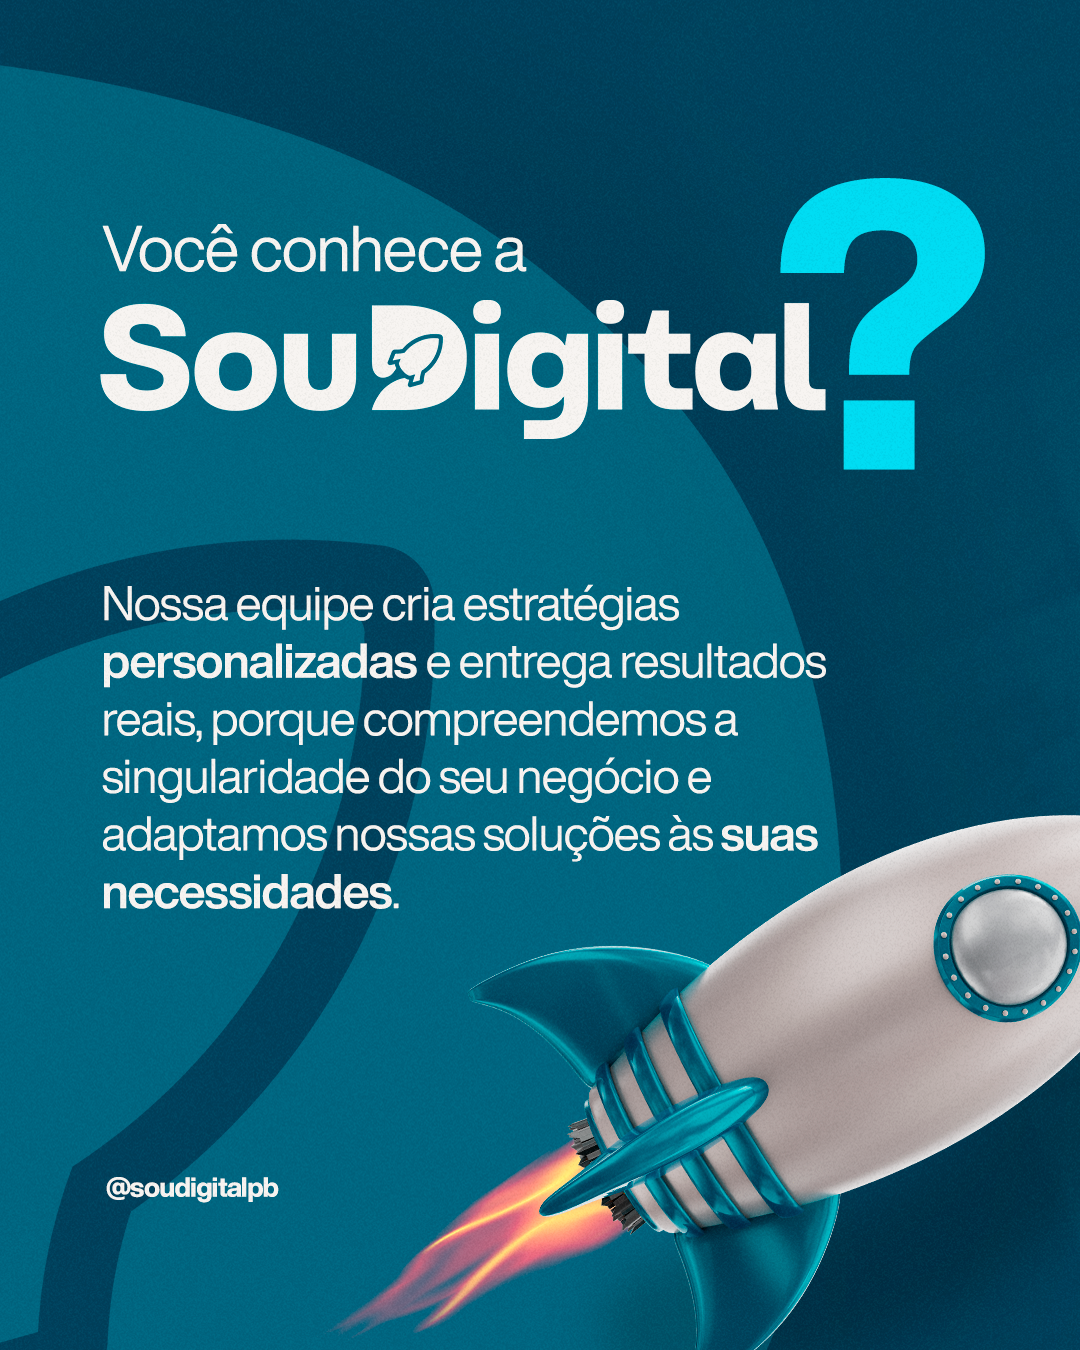 Você conhece a
SouDigital?
Nossa equipe cria estratégias
personalizadas e entrega resultados
reais, porque compreendemos a
singularidade do seu negócio e
adaptamos nossas soluções às suas
necessidades.
@soudigitalpb